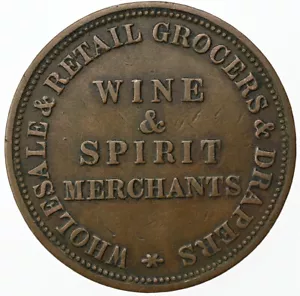 WHOLESALE & RETAIL GROCERS & DRAPERS
WINE
&
SPIRIT
MERCHANTS
*